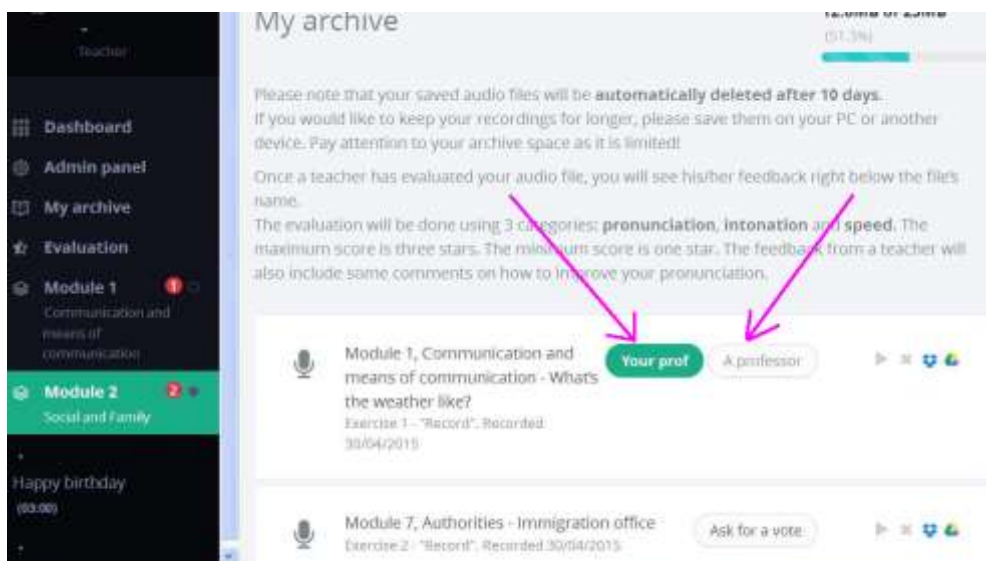 Teacher
Dashboard
Admin panel
My archive
Evaluation
Module 1
1
Communication and
means of
communication
Module 2
2
Social and Family
Happy birthday
(03:00)
My archive
12.8MB of 25MB
(51.3%)
Please note that your saved audio files will be automatically deleted after 10 days.
If you would like to keep your recordings for longer, please save them on your PC or another
device. Pay attention to your archive space as it is limited!
Once a teacher has evaluated your audio file, you will see his/her feedback right below the file's
name.
The evaluation will be done using 3 categories: pronunciation, intonation and speed. The
maximum score is three stars. The minimum score is one star. The feedback from a teacher will
also include some comments on how to improve your pronunciation.
Module 1, Communication and
means of communication - What's
the weather like?
Exercise 1 - "Record", Recorded
30/04/2015
Your prof
A professor
Module 7, Authorities - Immigration office
Exercise 2 - "Record", Recorded 30/04/2015
Ask for a vote